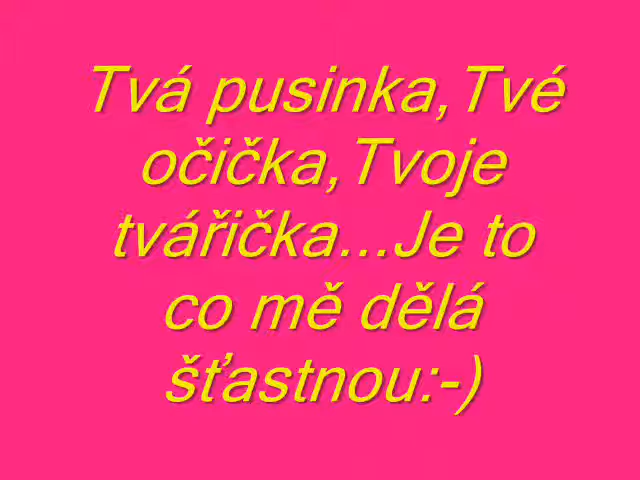 Tvá pusinka,Tvé
očička,Tvoje
tvářička...Je to
co mě dělá
šťastnou:-)